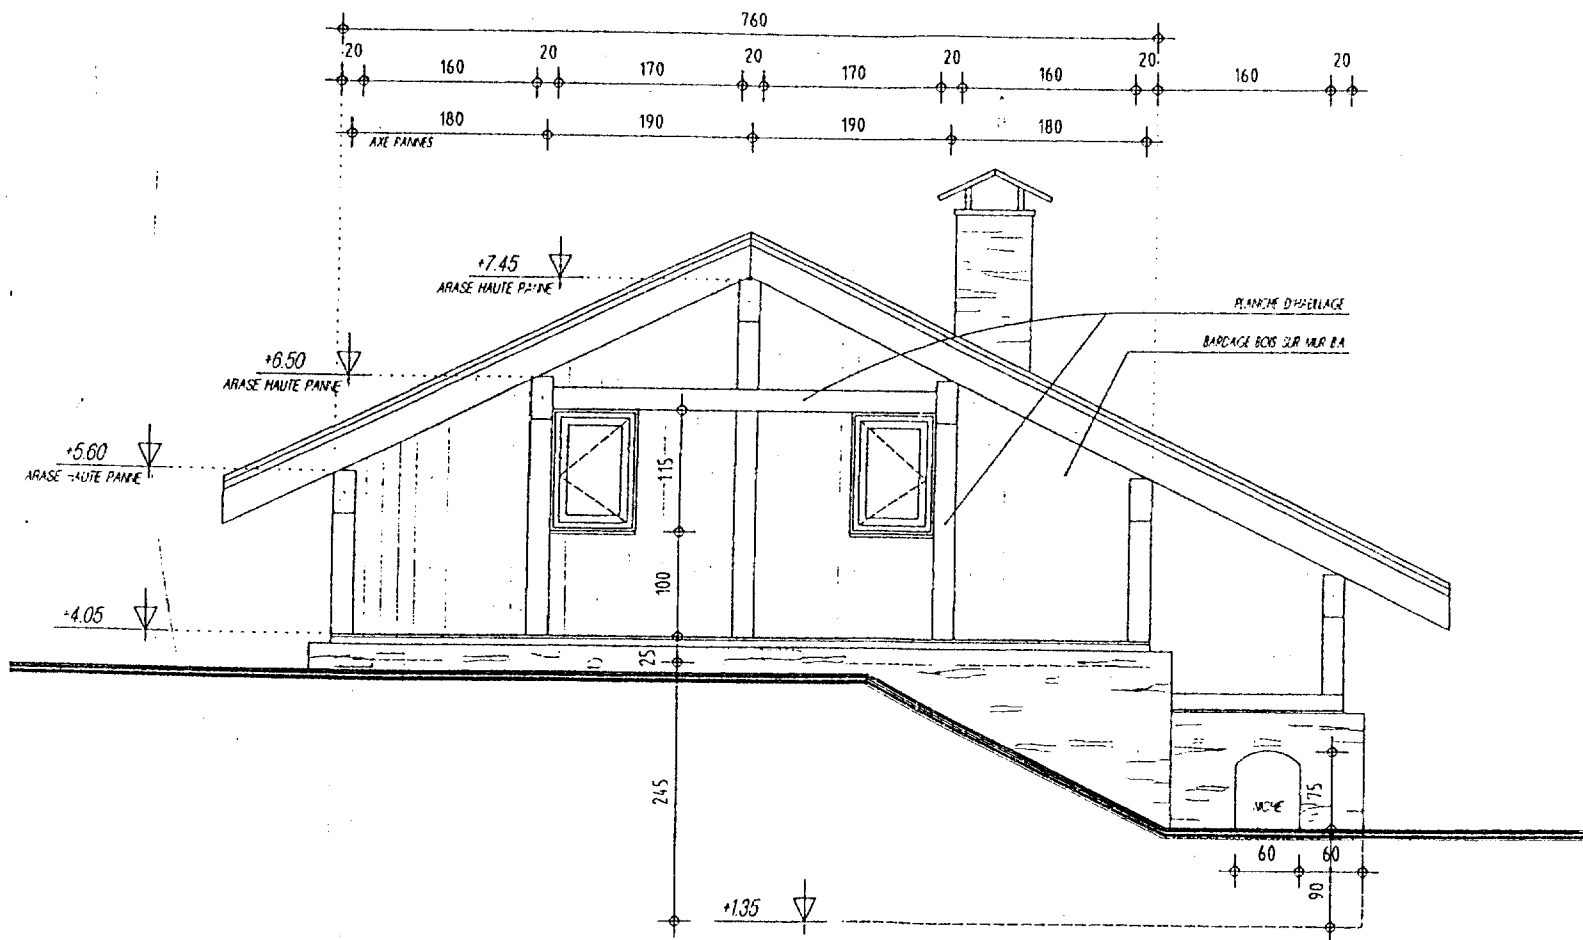 760
20 160 20 170 20 170 20 160 20 160 20
180 190 190 180
AXE PANNES
+7.45
ARASE HAUTE PANNE
PLANCHE D'HABILLAGE
BARDAGE BOIS SUR MUR B.A
+6.50
ARASE HAUTE PANNE
+5.60
ARASE HAUTE PANNE
115
100
+4.05
25
245
NICHE
75
60 60
90
+1.35